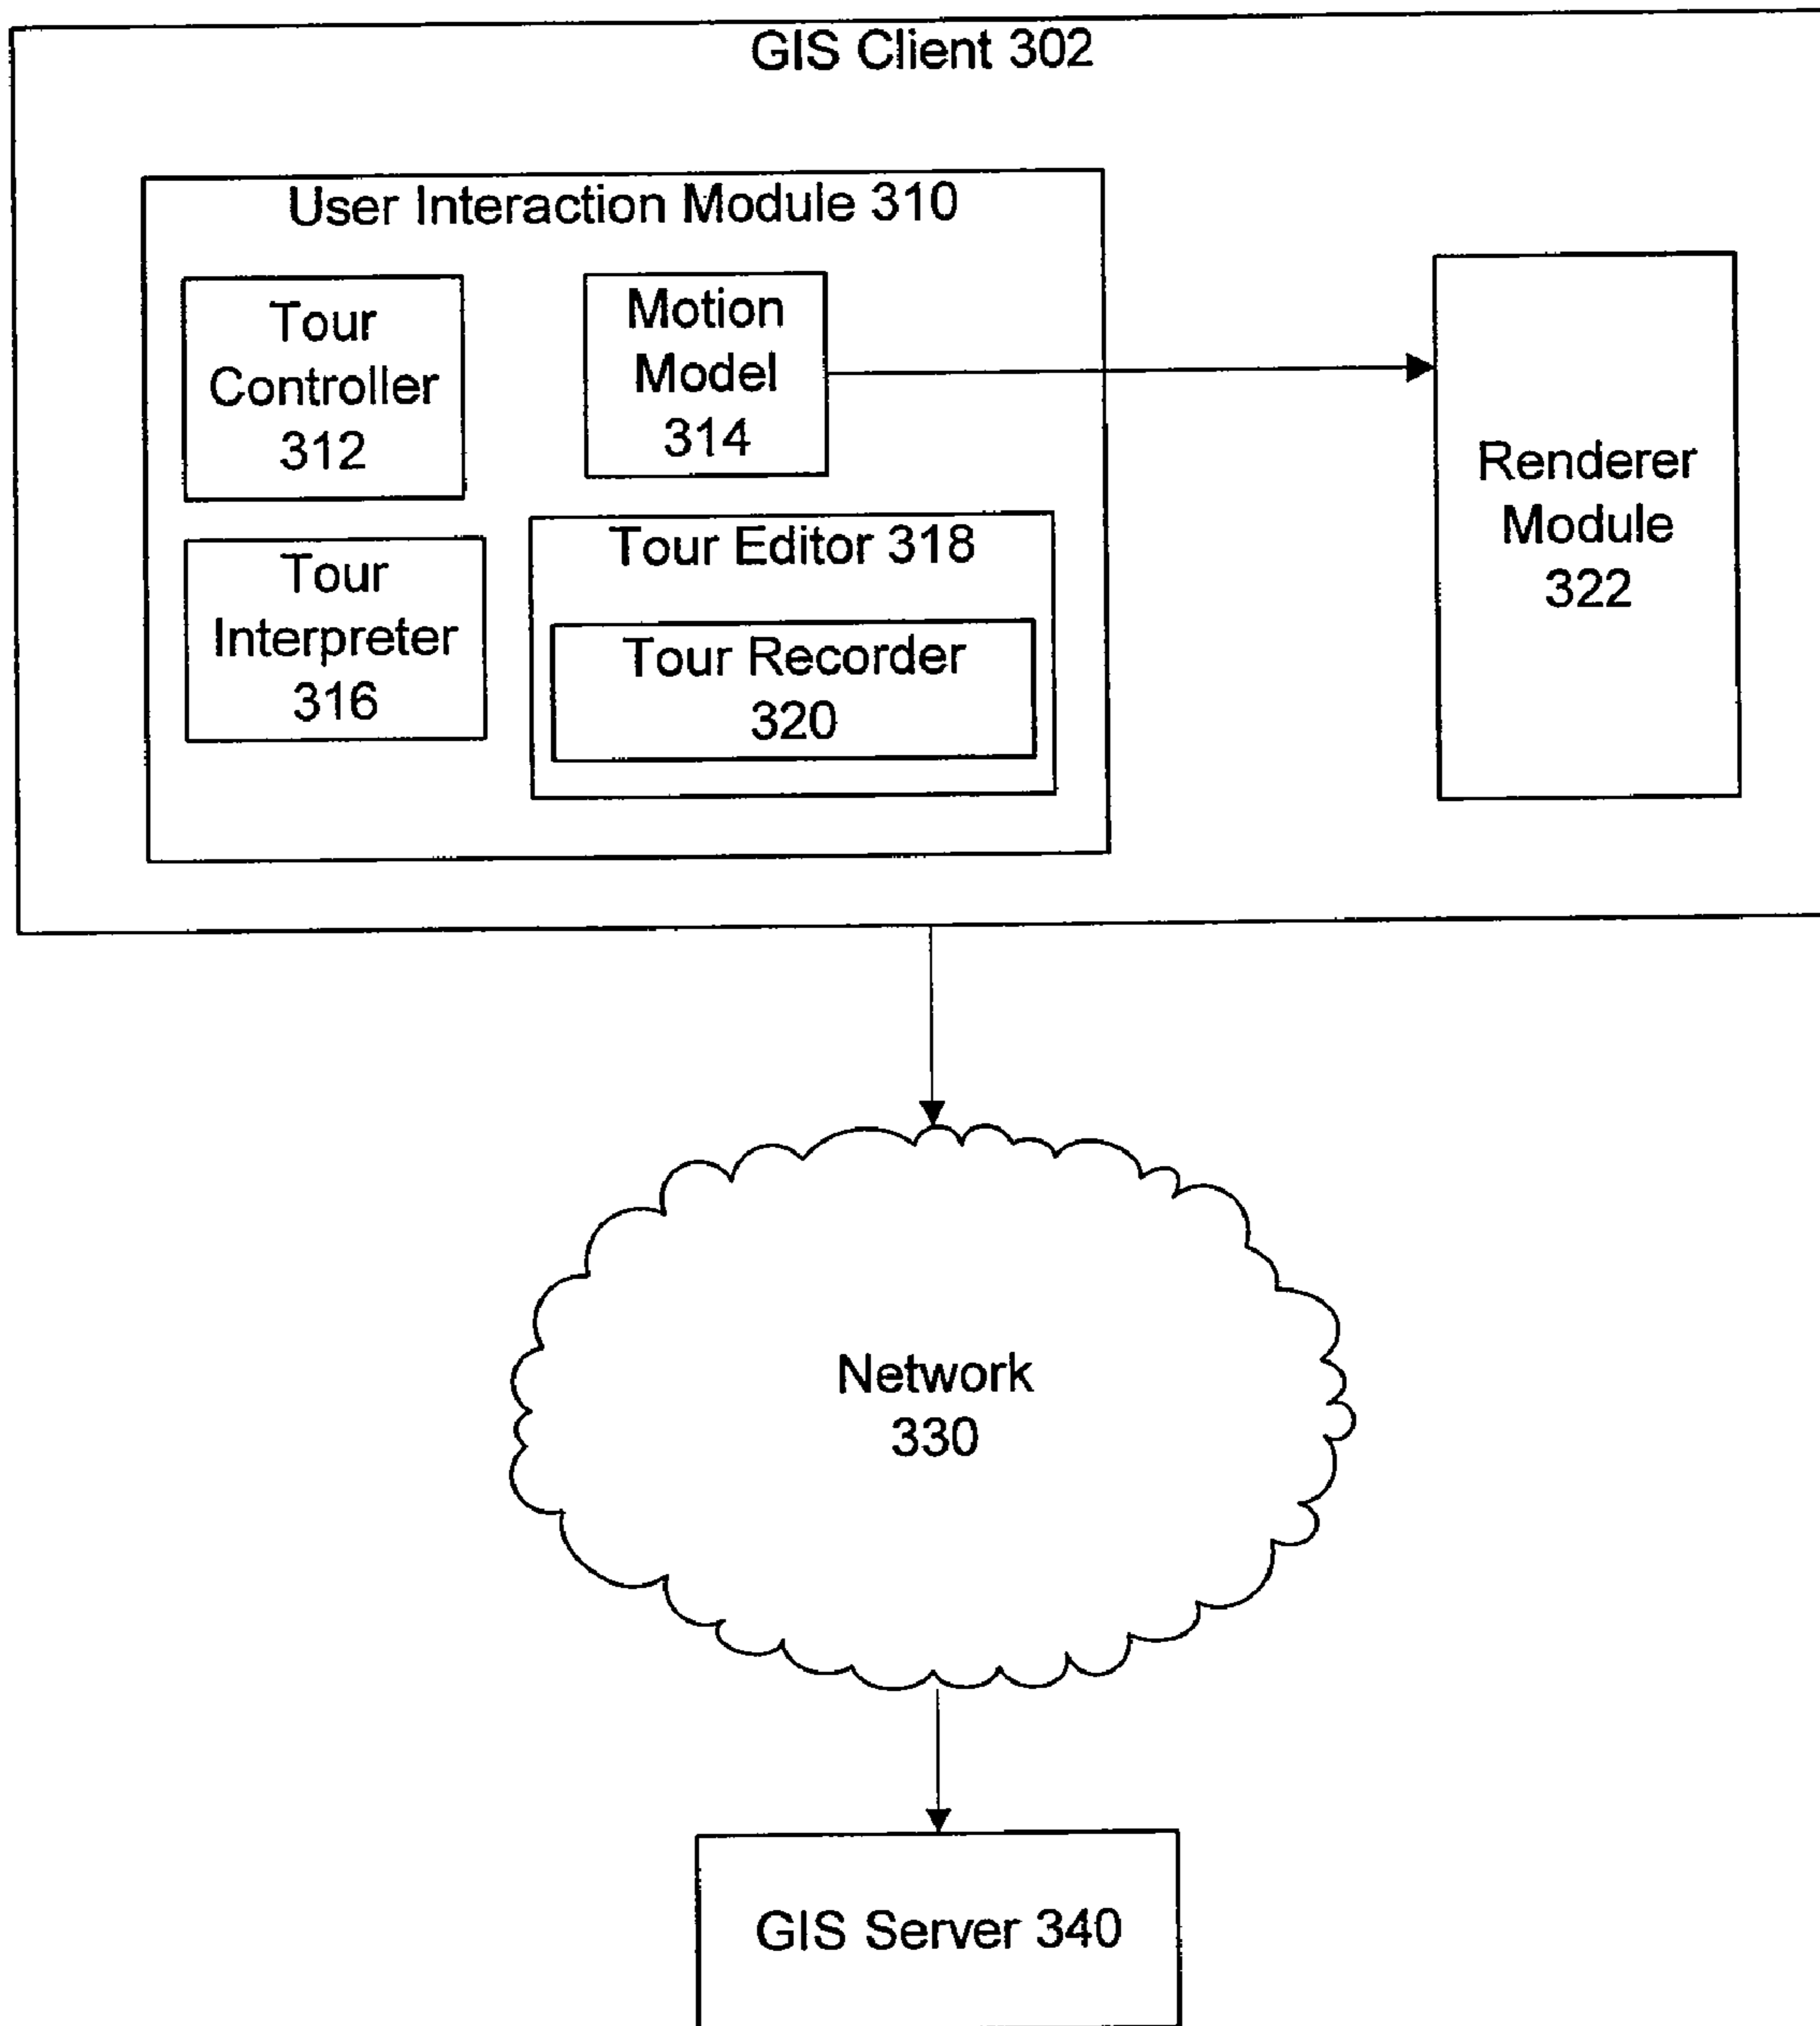 GIS Client 302
User Interaction Module 310
Tour
Controller
312
Motion
Model
314
Tour
Interpreter
316
Tour Editor 318
Tour Recorder
320
Renderer
Module
322
Network
330
GIS Server 340